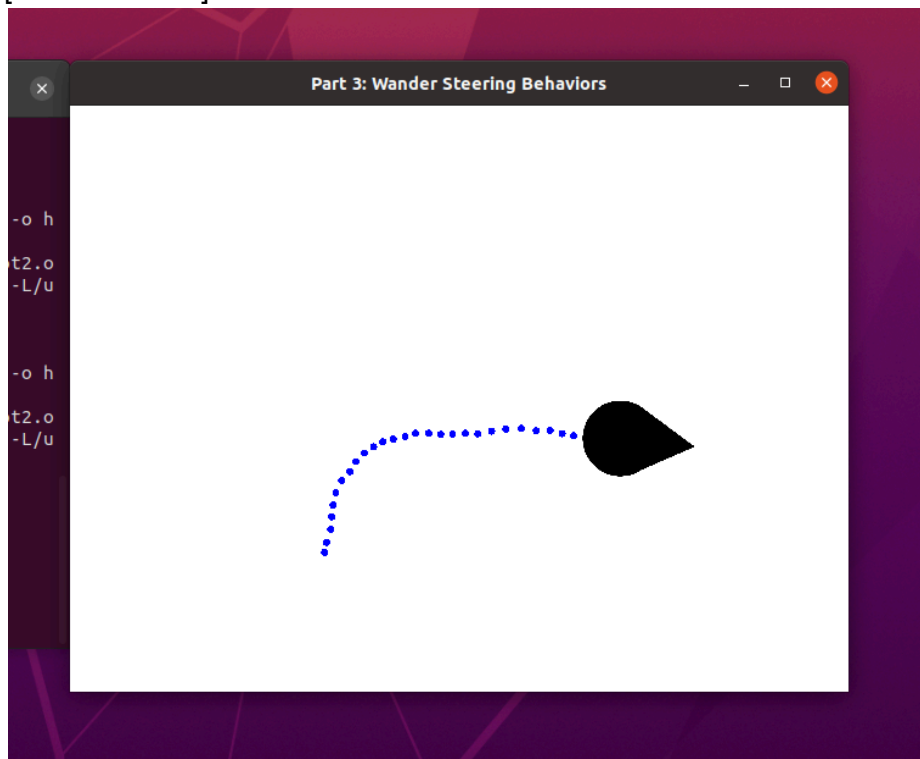 Part 3: Wander Steering Behaviors
-o h
t2.o
-L/u
-o h
t2.o
-L/u